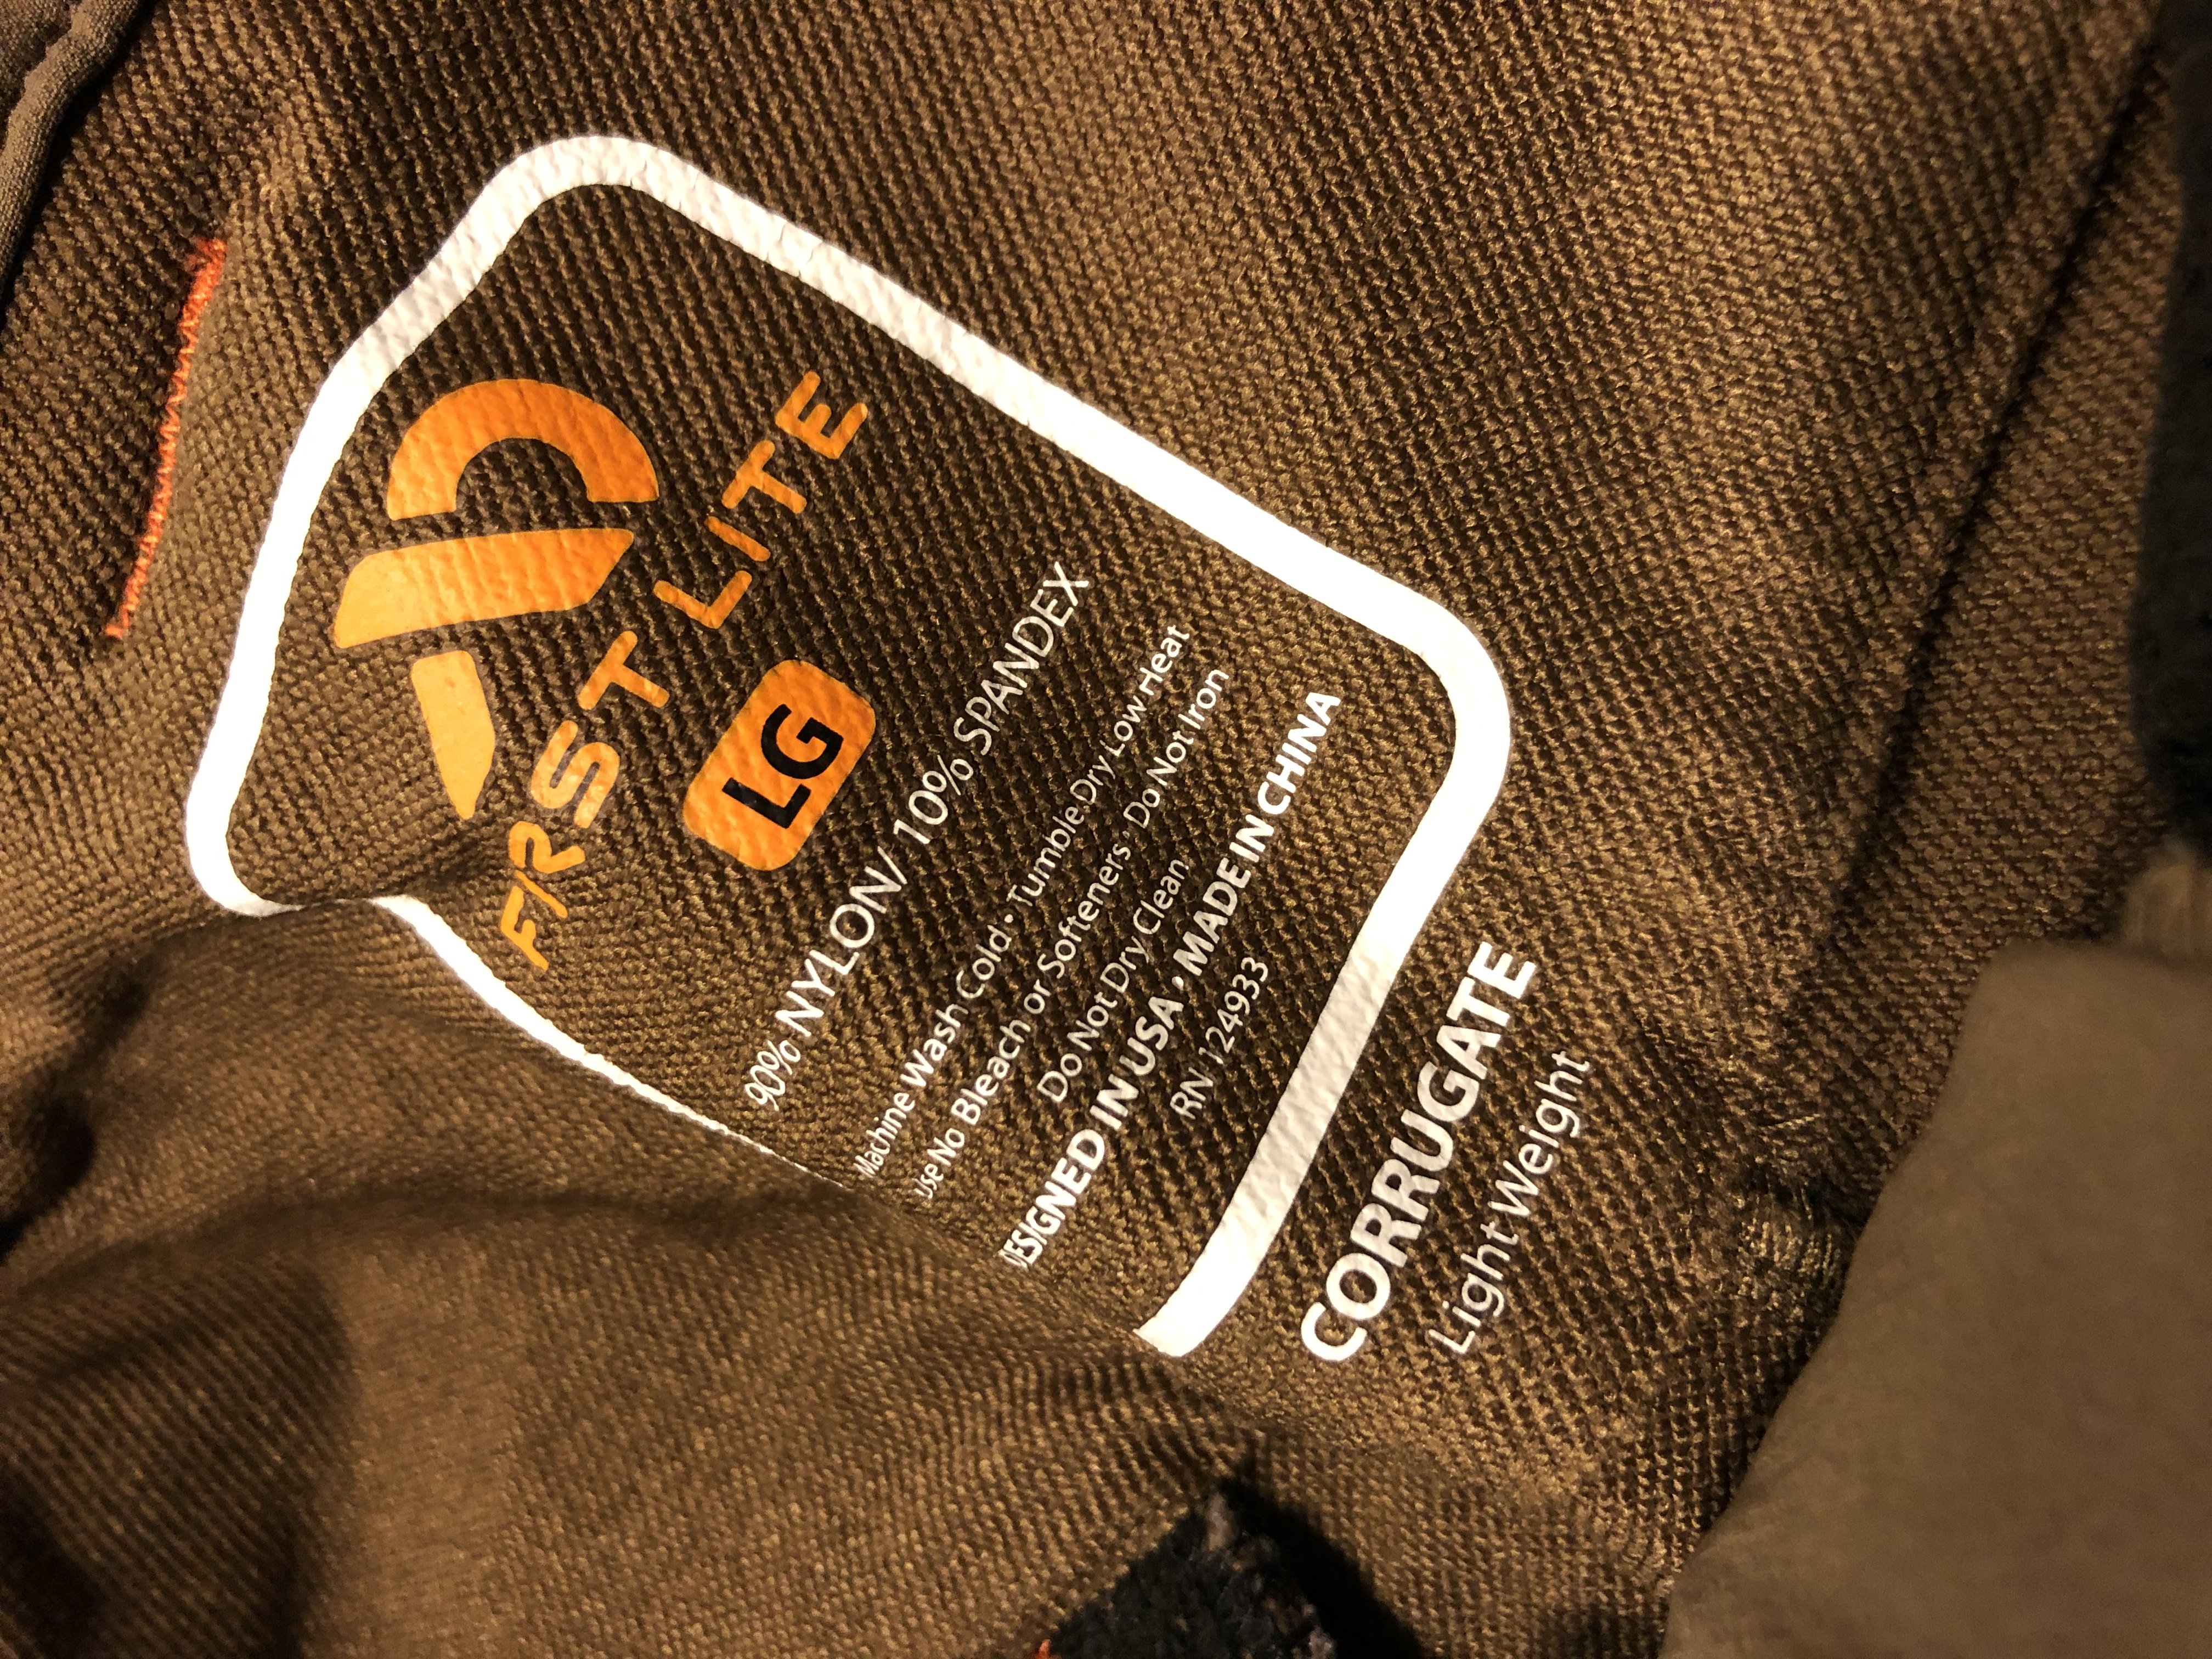 FIRST LITE
LG
90% NYLON/ 10% SPANDEX
Machine Wash Cold • Tumble Dry Low Heat
Use No Bleach or Softeners • Do Not Iron
Do Not Dry Clean
DESIGNED IN USA • MADE IN CHINA
RN 124933
CORRUGATE
Light Weight